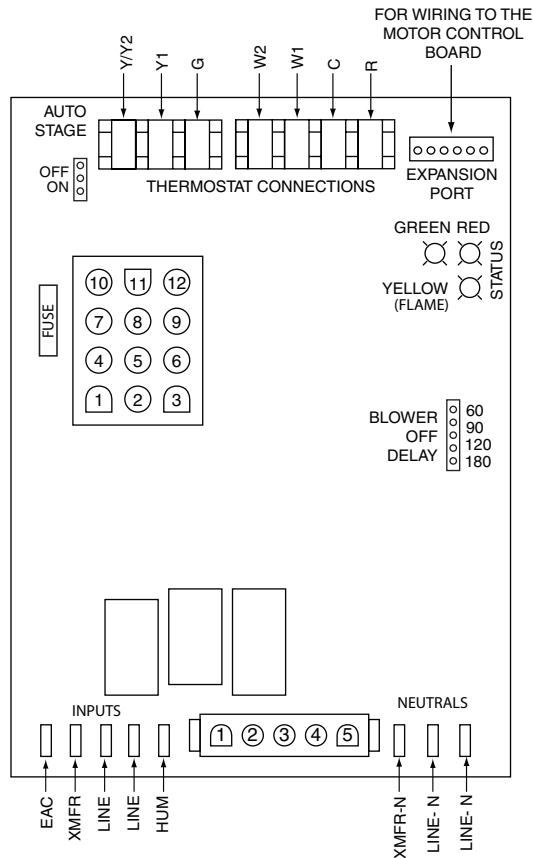 FOR WIRING TO THE
MOTOR CONTROL
BOARD
Y/Y2
Y1
G
W2
W1
C
R
AUTO
STAGE
OFF
ON
THERMOSTAT CONNECTIONS
EXPANSION
PORT
GREEN RED
STATUS
YELLOW
(FLAME)
FUSE
10 11 12
7 8 9
4 5 6
1 2 3
BLOWER
OFF
DELAY
60
90
120
180
INPUTS
NEUTRALS
1 2 3 4 5
EAC
XMFR
LINE
LINE
HUM
XMFR-N
LINE- N
LINE- N